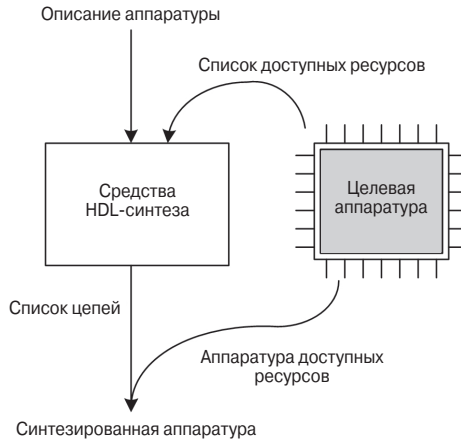 Описание аппаратуры
Список доступных ресурсов
Средства
HDL-синтеза
Целевая
аппаратура
Список цепей
Аппаратура доступных
ресурсов
Синтезированная аппаратура